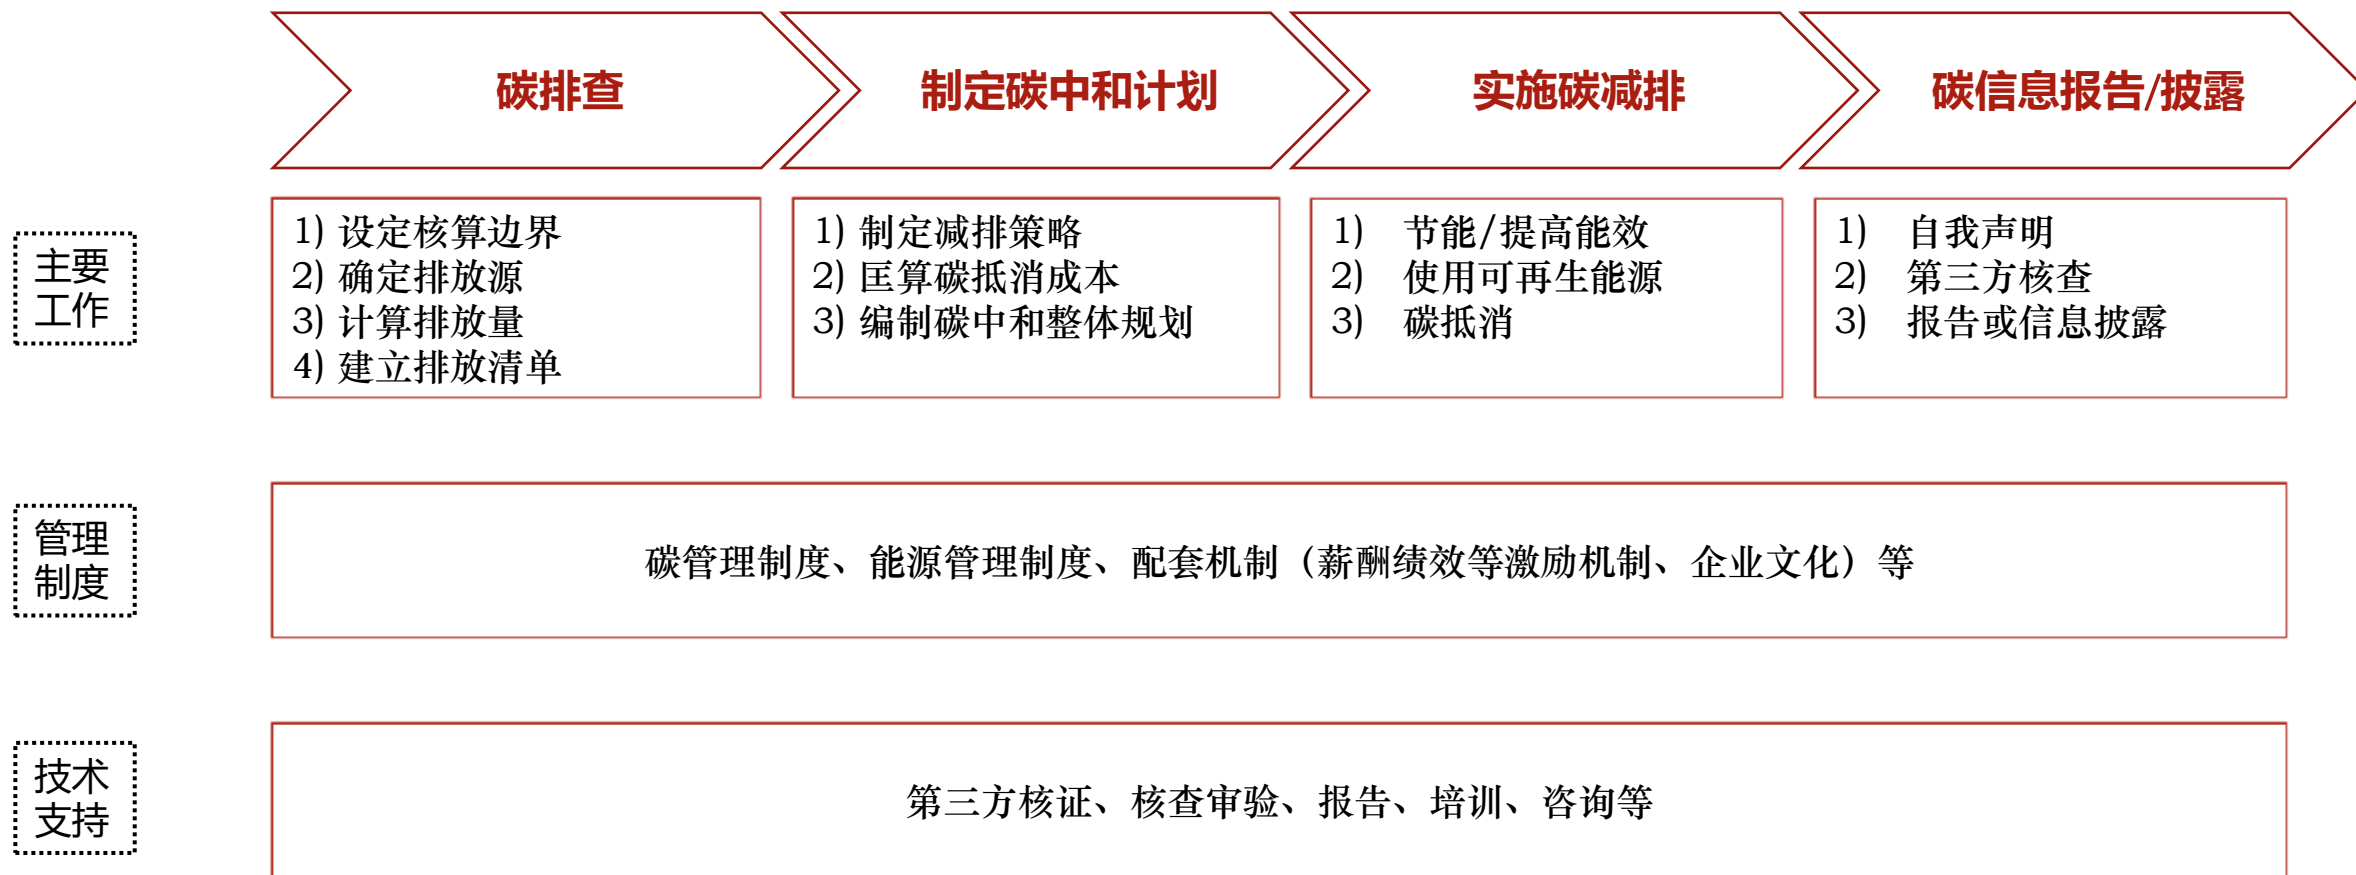 碳排查
制定碳中和计划
实施碳减排
碳信息报告/披露
主要
工作
1) 设定核算边界
2) 确定排放源
3) 计算排放量
4) 建立排放清单
1) 制定减排策略
2) 匡算碳抵消成本
3) 编制碳中和整体规划
1) 节能/提高能效
2) 使用可再生能源
3) 碳抵消
1) 自我声明
2) 第三方核查
3) 报告或信息披露
管理
制度
碳管理制度、能源管理制度、配套机制（薪酬绩效等激励机制、企业文化）等
技术
支持
第三方核证、核查审验、报告、培训、咨询等